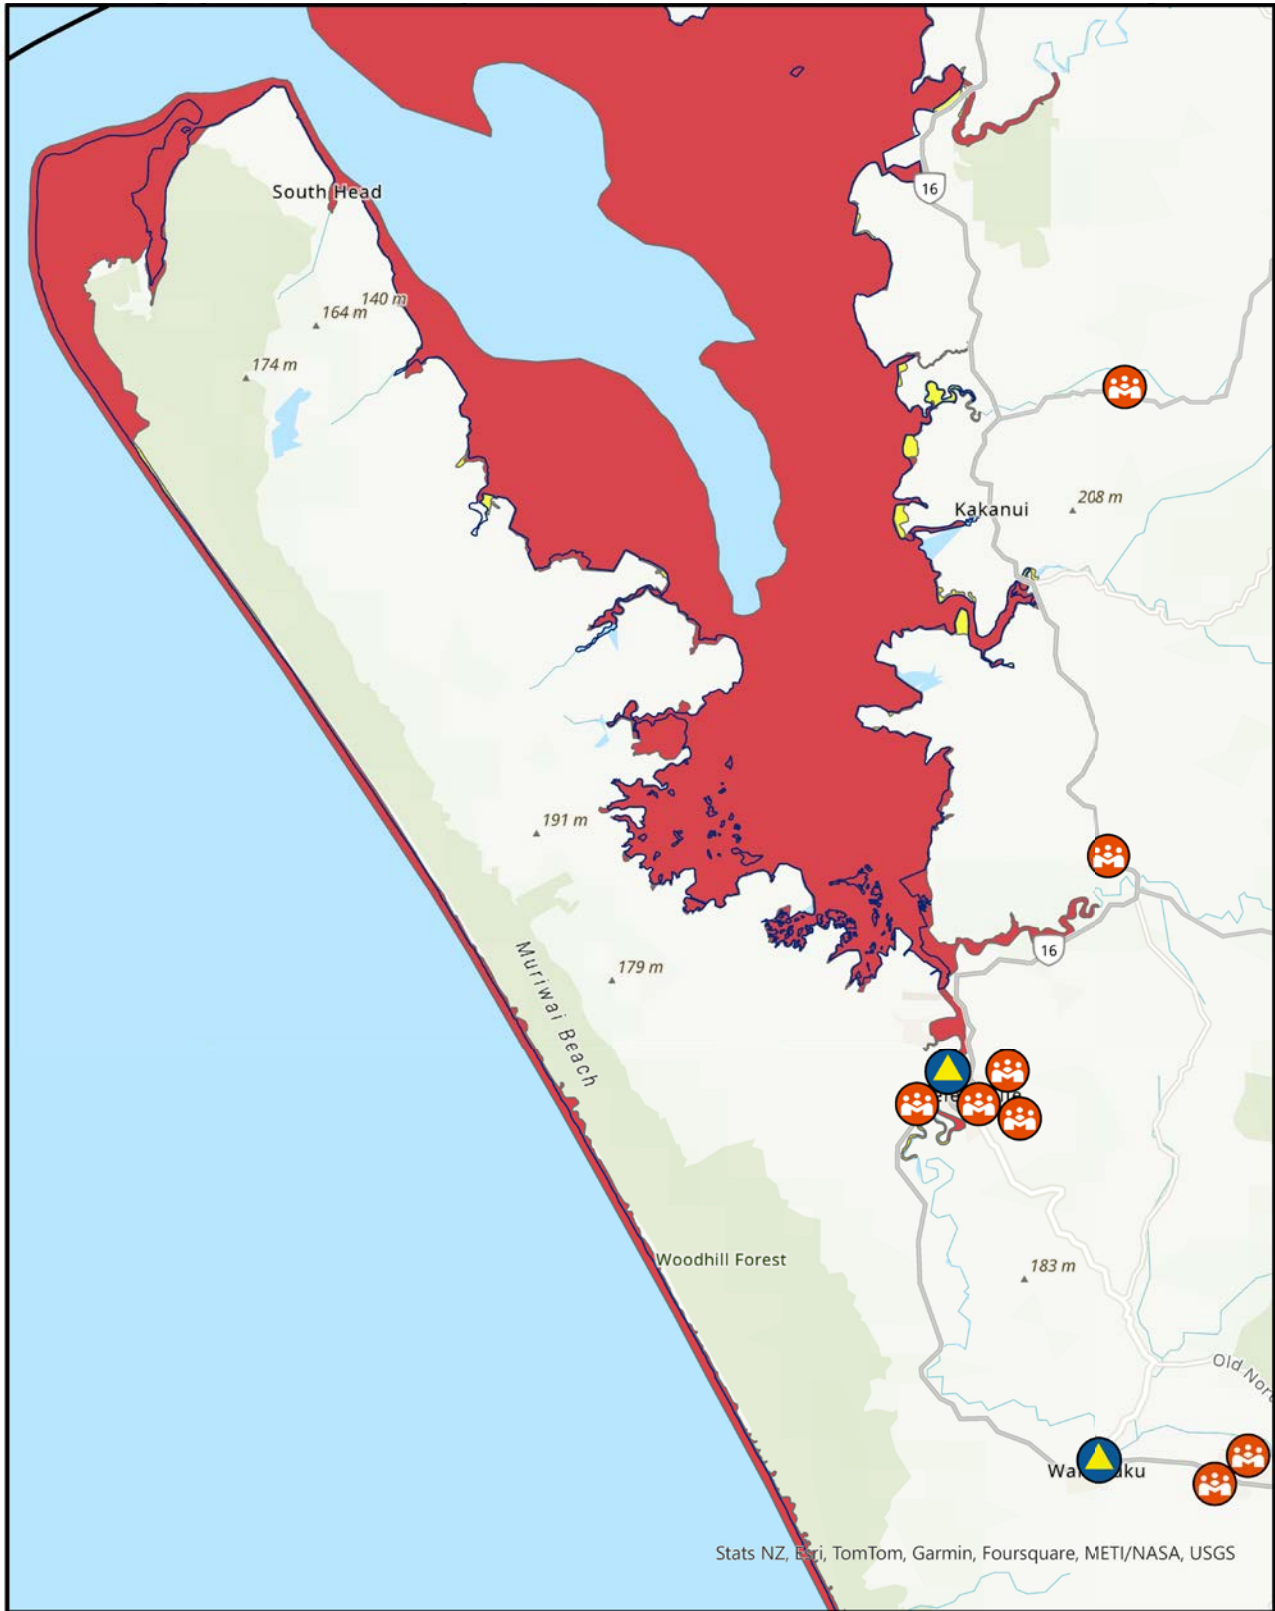 16
South Head
140 m
164 m
174 m
208 m
Kakanui
191 m
179 m
16
Muriwai Beach
Woodhill Forest
183 m
Old Nor
Stats NZ, Esri, TomTom, Garmin, Foursquare, METI/NASA, USGS